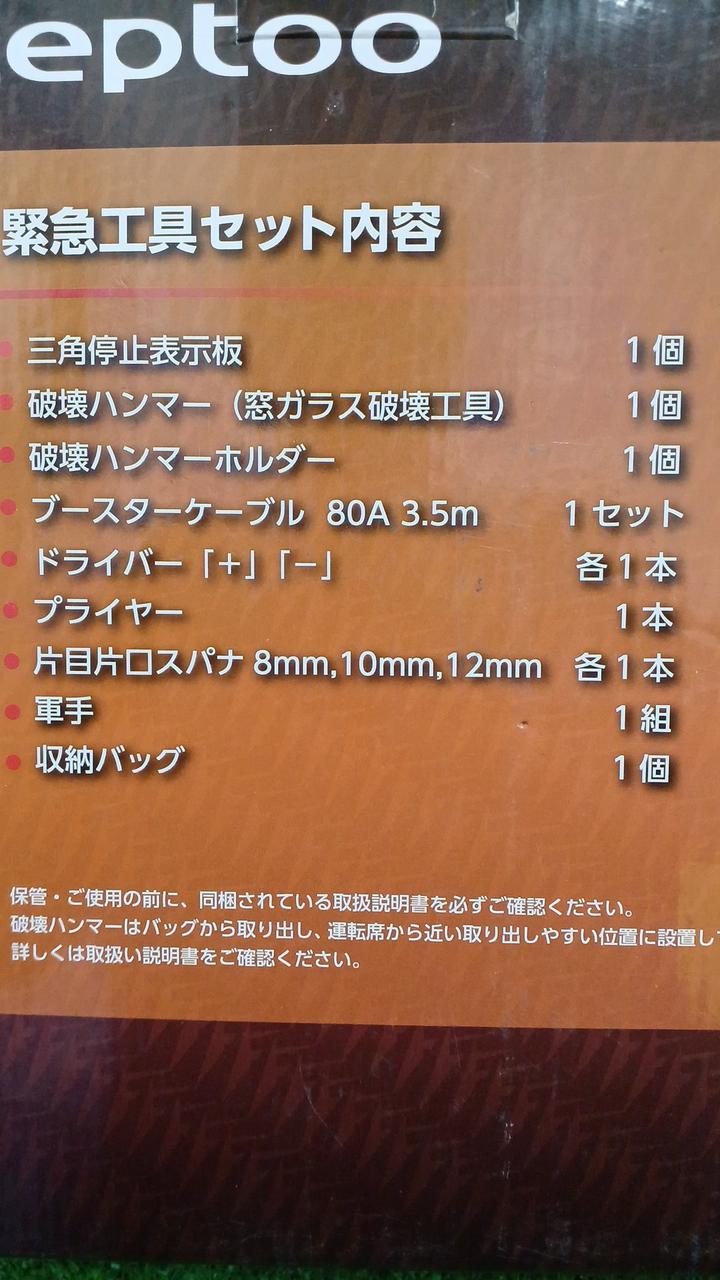 eptoo
緊急工具セット内容
三角停止表示板 1個
破壊ハンマー（窓ガラス破壊工具） 1個
破壊ハンマーホルダー 1個
ブースターケーブル 80A 3.5m 1セット
ドライバー「＋」「－」 各1本
プライヤー 1本
片目片口スパナ 8mm,10mm,12mm 各1本
軍手 1組
収納バッグ 1個
保管・ご使用の前に、同梱されている取扱説明書を必ずご確認ください。
破壊ハンマーはバッグから取り出し、運転席から近い取り出しやすい位置に設置し
詳しくは取扱い説明書をご確認ください。